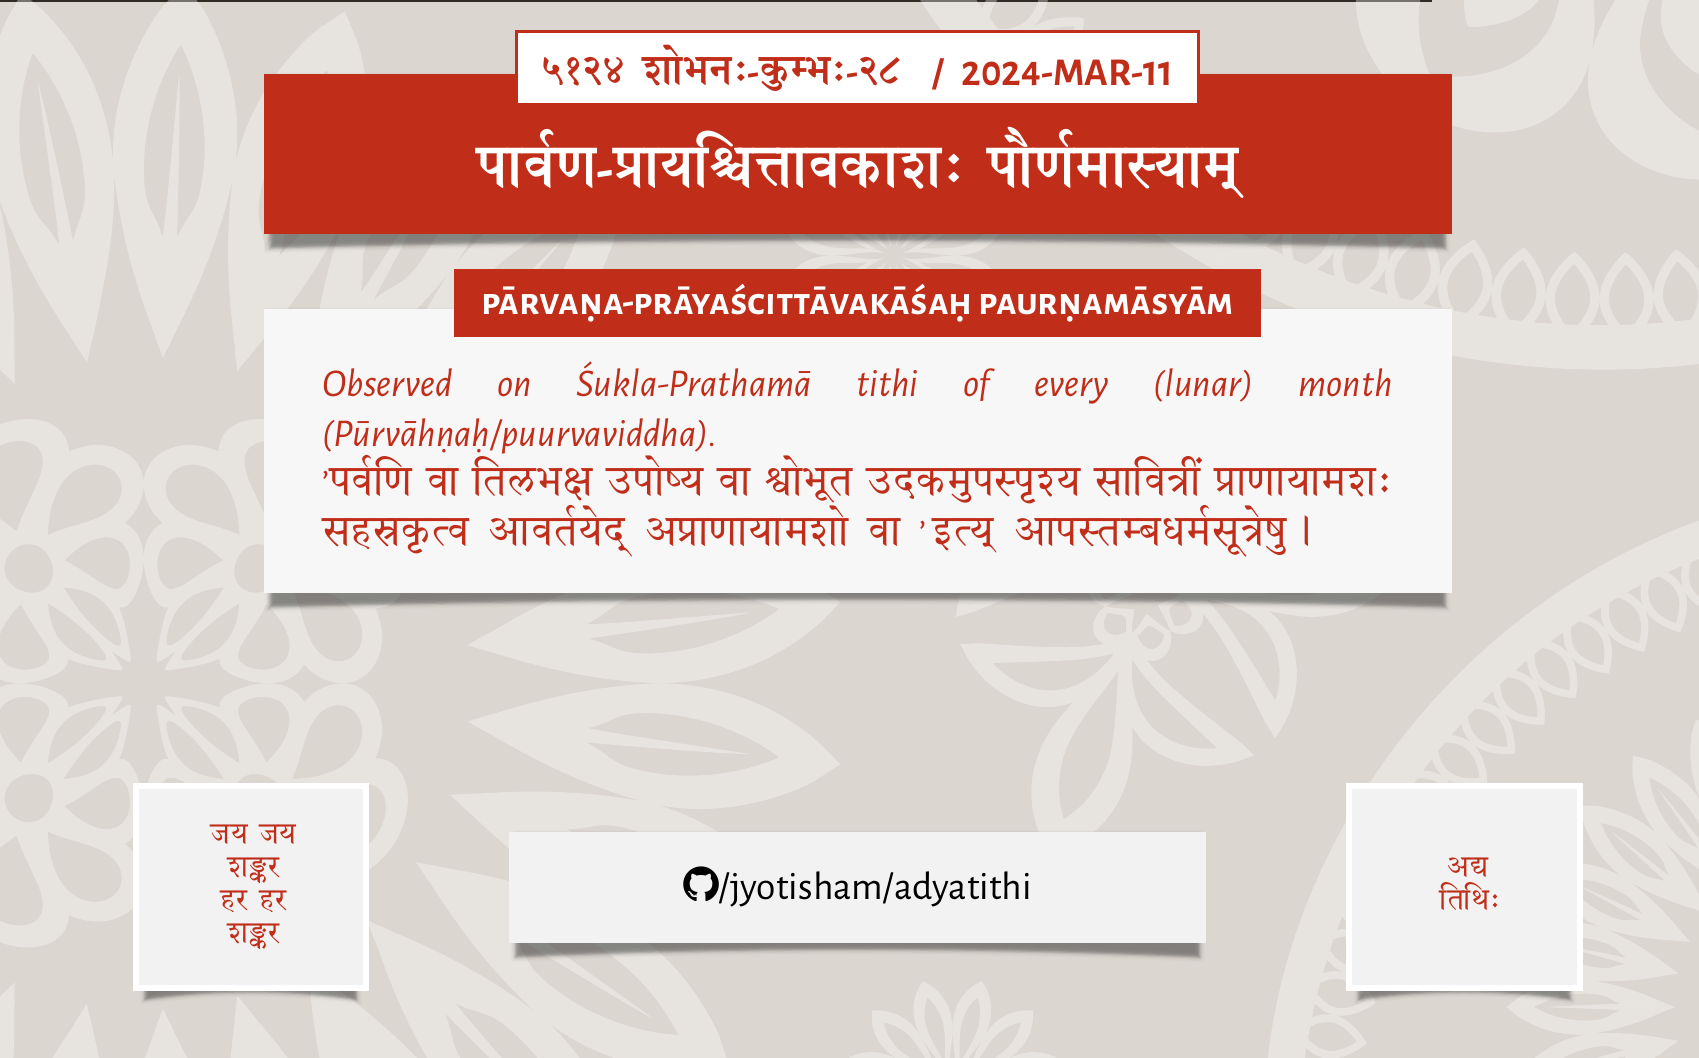 ५१२४ शोभनः-कुम्भः-२८ / 2024-MAR-11
पार्वण-प्रायश्चित्तावकाशः पौर्णमास्याम्
PĀRVAṆA-PRĀYAŚCITTĀVAKĀŚAḤ PAURṆAMĀSYĀM
Observed on Śukla-Prathamā tithi of every (lunar) month
(Pūrvāhṇaḥ/puurvaviddha).
’पर्वणि वा तिलभक्ष उपोष्य वा श्वोभूत उदकमुपस्पृश्य सावित्रीं प्राणायामशः
सहस्रकृत्व आवर्तयेद् अप्राणायामशो वा ’इत्य् आपस्तम्बधर्मसूत्रेषु।
जय जय
शङ्कर
हर हर
शङ्कर
/jyotisham/adyatithi
अद्य
तिथिः